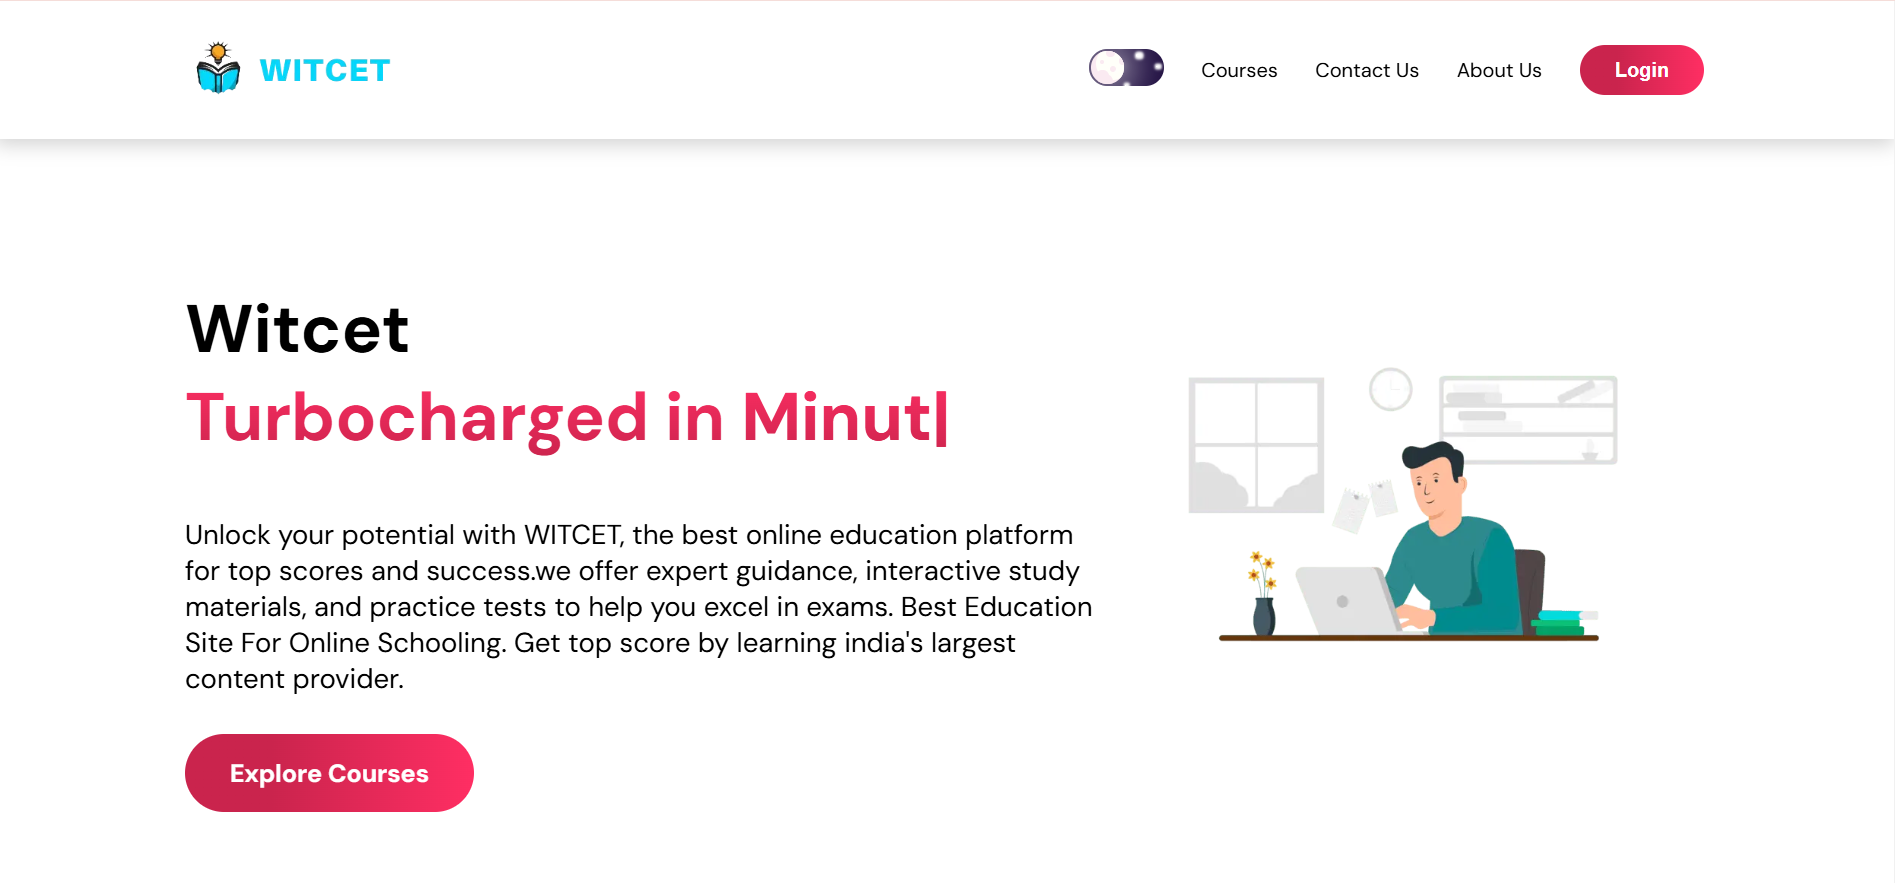 WITCET
Courses
Contact Us
About Us
Login
Witcet
Turbocharged in Minut|
Unlock your potential with WITCET, the best online education platform
for top scores and success.we offer expert guidance, interactive study
materials, and practice tests to help you excel in exams. Best Education
Site For Online Schooling. Get top score by learning india's largest
content provider.
Explore Courses